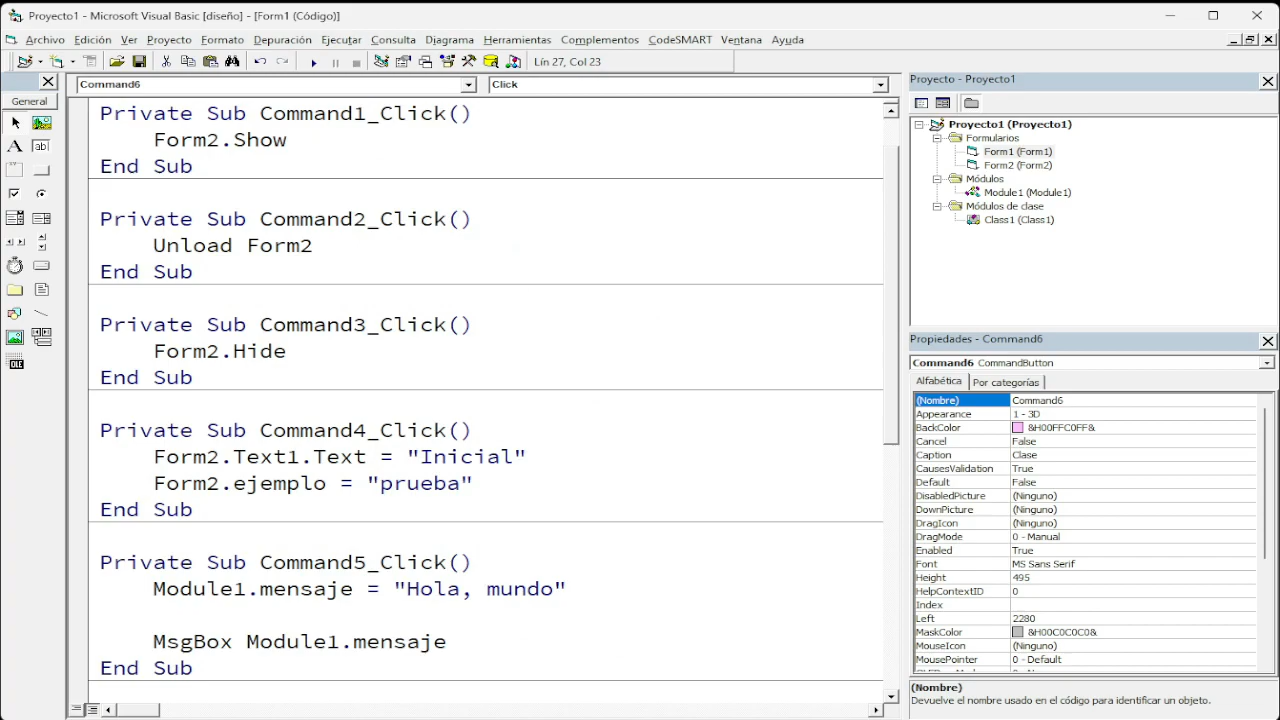 Proyecto1 - Microsoft Visual Basic [diseño] - [Form1 (Código)]
Archivo Edición Ver Proyecto Formato Depuración Ejecutar Consulta Diagrama Herramientas Complementos CodeSMART Ventana Ayuda
Lín 27, Col 23
General
A
ab|
OLE
Command6
Click
Private Sub Command1_Click()
Form2.Show
End Sub
Private Sub Command2_Click()
Unload Form2
End Sub
Private Sub Command3_Click()
Form2.Hide
End Sub
Private Sub Command4_Click()
Form2.Text1.Text = "Inicial"
Form2.ejemplo = "prueba"
End Sub
Private Sub Command5_Click()
Module1.mensaje = "Hola, mundo"
MsgBox Module1.mensaje
End Sub
Proyecto - Proyecto1
Proyecto1 (Proyecto1)
Formularios
Form1 (Form1)
Form2 (Form2)
Módulos
Module1 (Module1)
Módulos de clase
Class1 (Class1)
Propiedades - Command6
Command6 CommandButton
Alfabética Por categorías
(Nombre) Command6
Appearance 1 - 3D
BackColor &H00FFC0FF&
Cancel False
Caption Clase
CausesValidation True
Default False
DisabledPicture (Ninguno)
DownPicture (Ninguno)
DragIcon (Ninguno)
DragMode 0 - Manual
Enabled True
Font MS Sans Serif
Height 495
HelpContextID 0
Index
Left 2280
MaskColor &H00C0C0C0&
MouseIcon (Ninguno)
MousePointer 0 - Default
(Nombre)
Devuelve el nombre usado en el código para identificar un objeto.